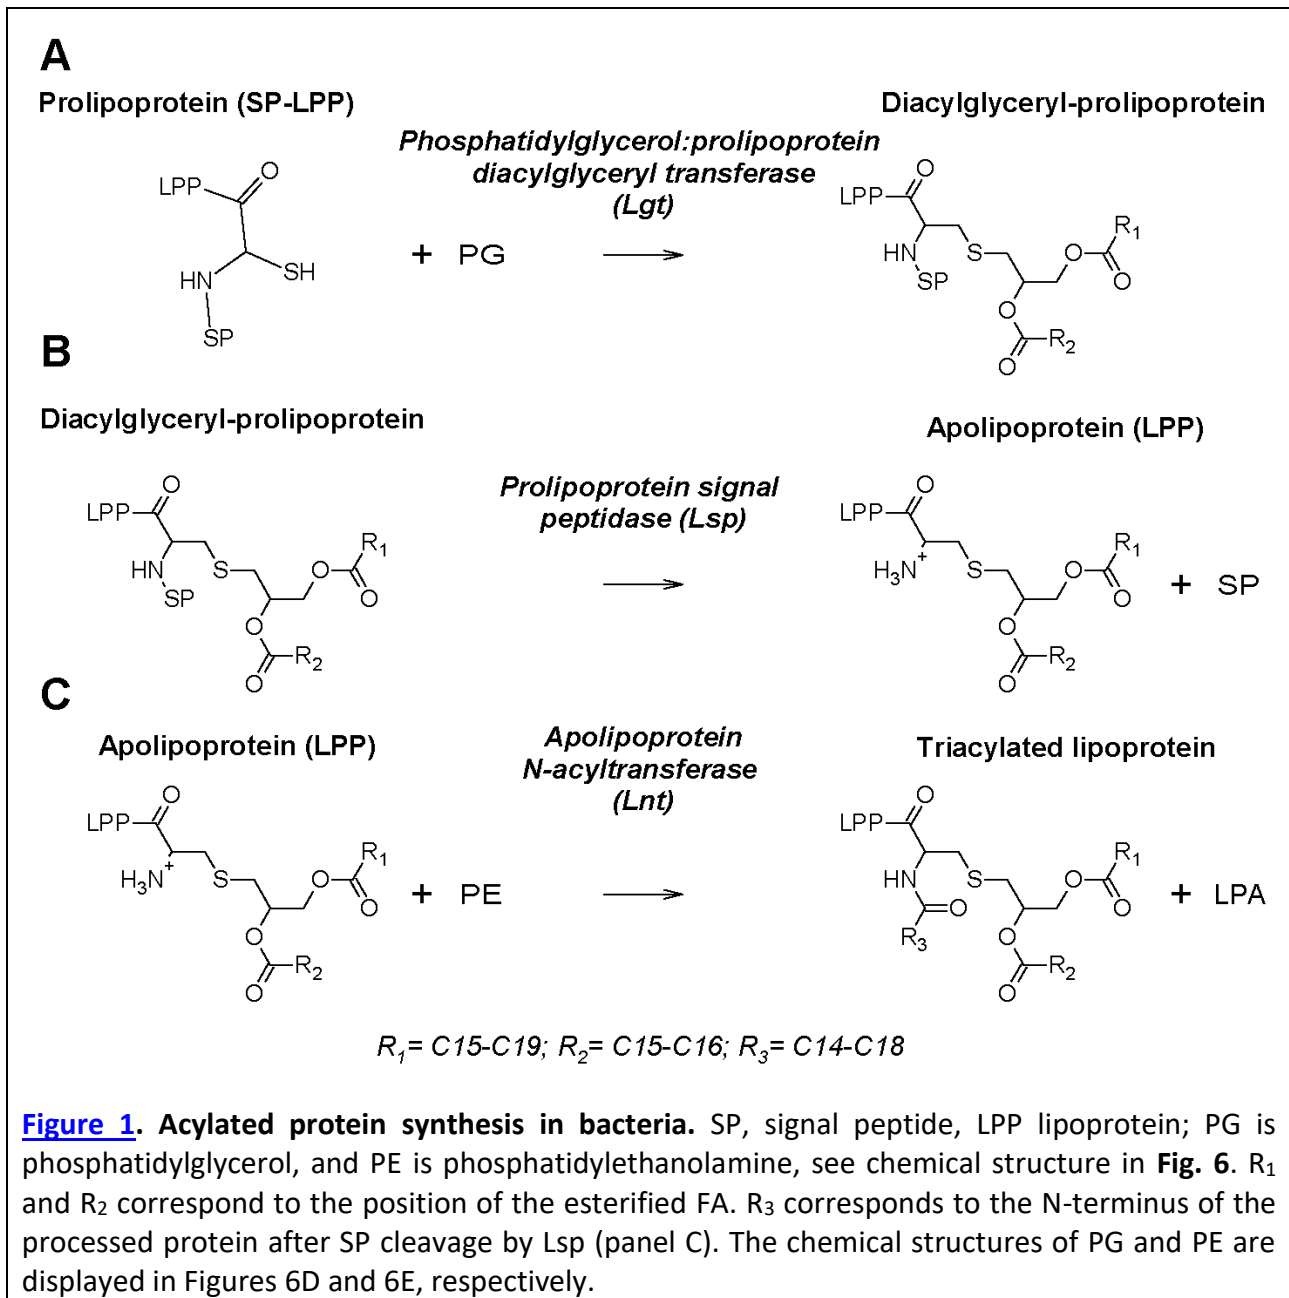 A
Prolipoprotein (SP-LPP)
Diacylglyceryl-prolipoprotein
Phosphatidylglycerol:prolipoprotein
diacylglyceryl transferase
(Lgt)
LPP
O
SH
HN
SP
+ PG
LPP
O
HN
SP
S
O
R1
O
O
R2
O
B
Diacylglyceryl-prolipoprotein
Apolipoprotein (LPP)
Prolipoprotein signal
peptidase (Lsp)
LPP
O
HN
SP
S
O
R1
O
O
R2
O
LPP
O
H3N+
S
O
R1
O
O
R2
O
+ SP
C
Apolipoprotein (LPP)
Triacylated lipoprotein
Apolipoprotein
N-acyltransferase
(Lnt)
LPP
O
H3N+
S
O
R1
O
O
R2
O
+ PE
LPP
O
HN
O
R3
S
O
R1
O
O
R2
O
+ LPA
R1= C15-C19; R2= C15-C16; R3= C14-C18
Figure 1. Acylated protein synthesis in bacteria. SP, signal peptide, LPP lipoprotein; PG is
phosphatidylglycerol, and PE is phosphatidylethanolamine, see chemical structure in Fig. 6. R1
and R2 correspond to the position of the esterified FA. R3 corresponds to the N-terminus of the
processed protein after SP cleavage by Lsp (panel C). The chemical structures of PG and PE are
displayed in Figures 6D and 6E, respectively.